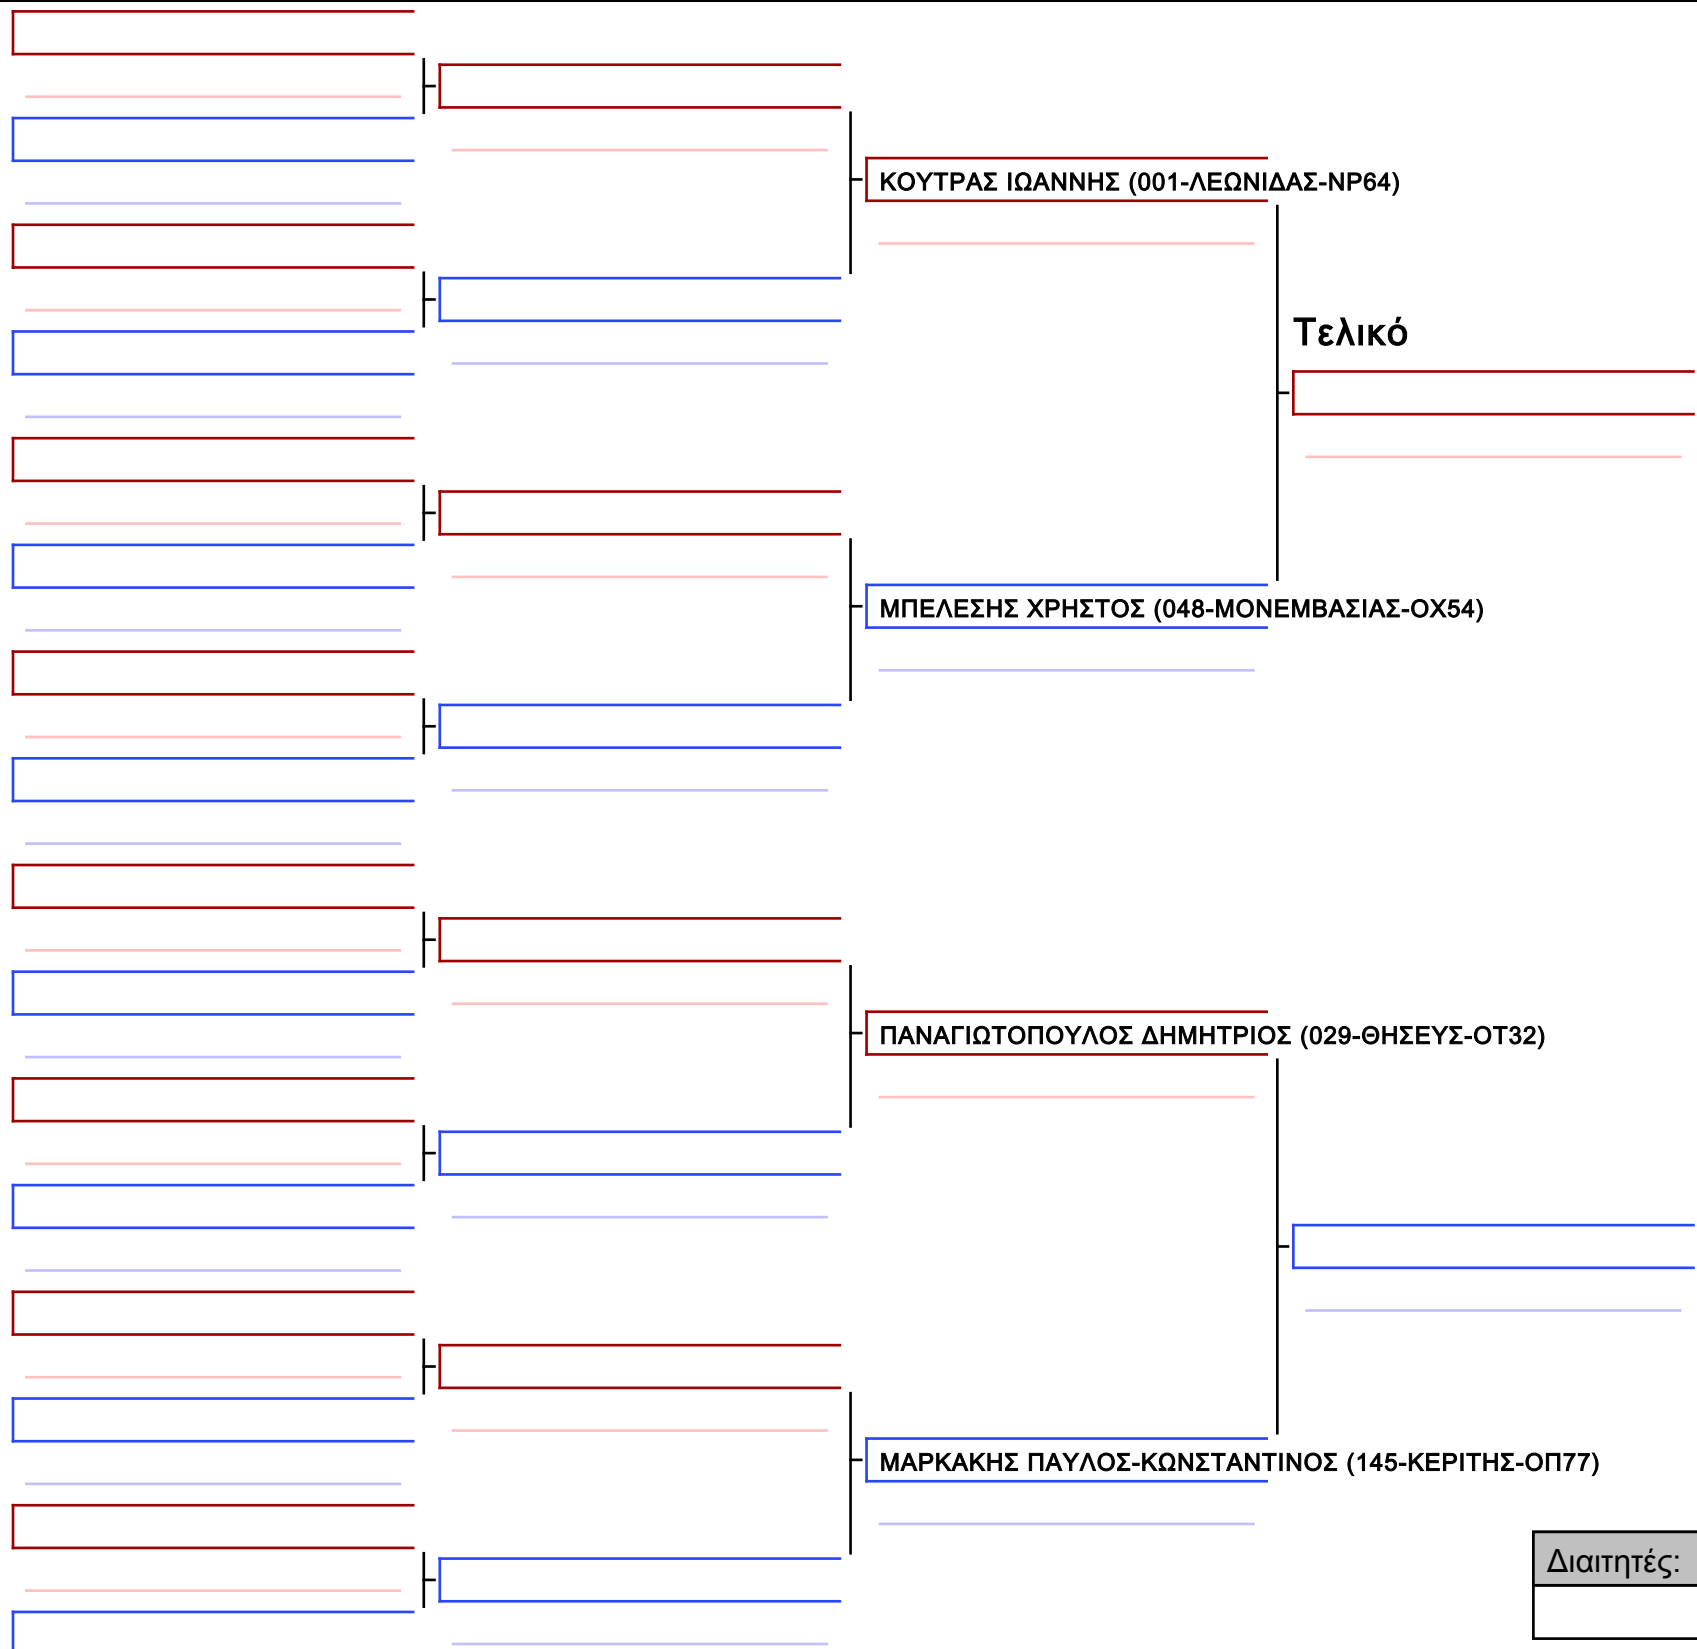 ΚΟΥΤΡΑΣ ΙΩΑΝΝΗΣ (001-ΛΕΩΝΙΔΑΣ-ΝΡ64)
Τελικό
ΜΠΕΛΕΣΗΣ ΧΡΗΣΤΟΣ (048-ΜΟΝΕΜΒΑΣΙΑΣ-ΟΧ54)
ΠΑΝΑΓΙΩΤΟΠΟΥΛΟΣ ΔΗΜΗΤΡΙΟΣ (029-ΘΗΣΕΥΣ-ΟΤ32)
ΜΑΡΚΑΚΗΣ ΠΑΥΛΟΣ-ΚΩΝΣΤΑΝΤΙΝΟΣ (145-ΚΕΡΙΤΗΣ-ΟΠ77)
Διαιτητές: